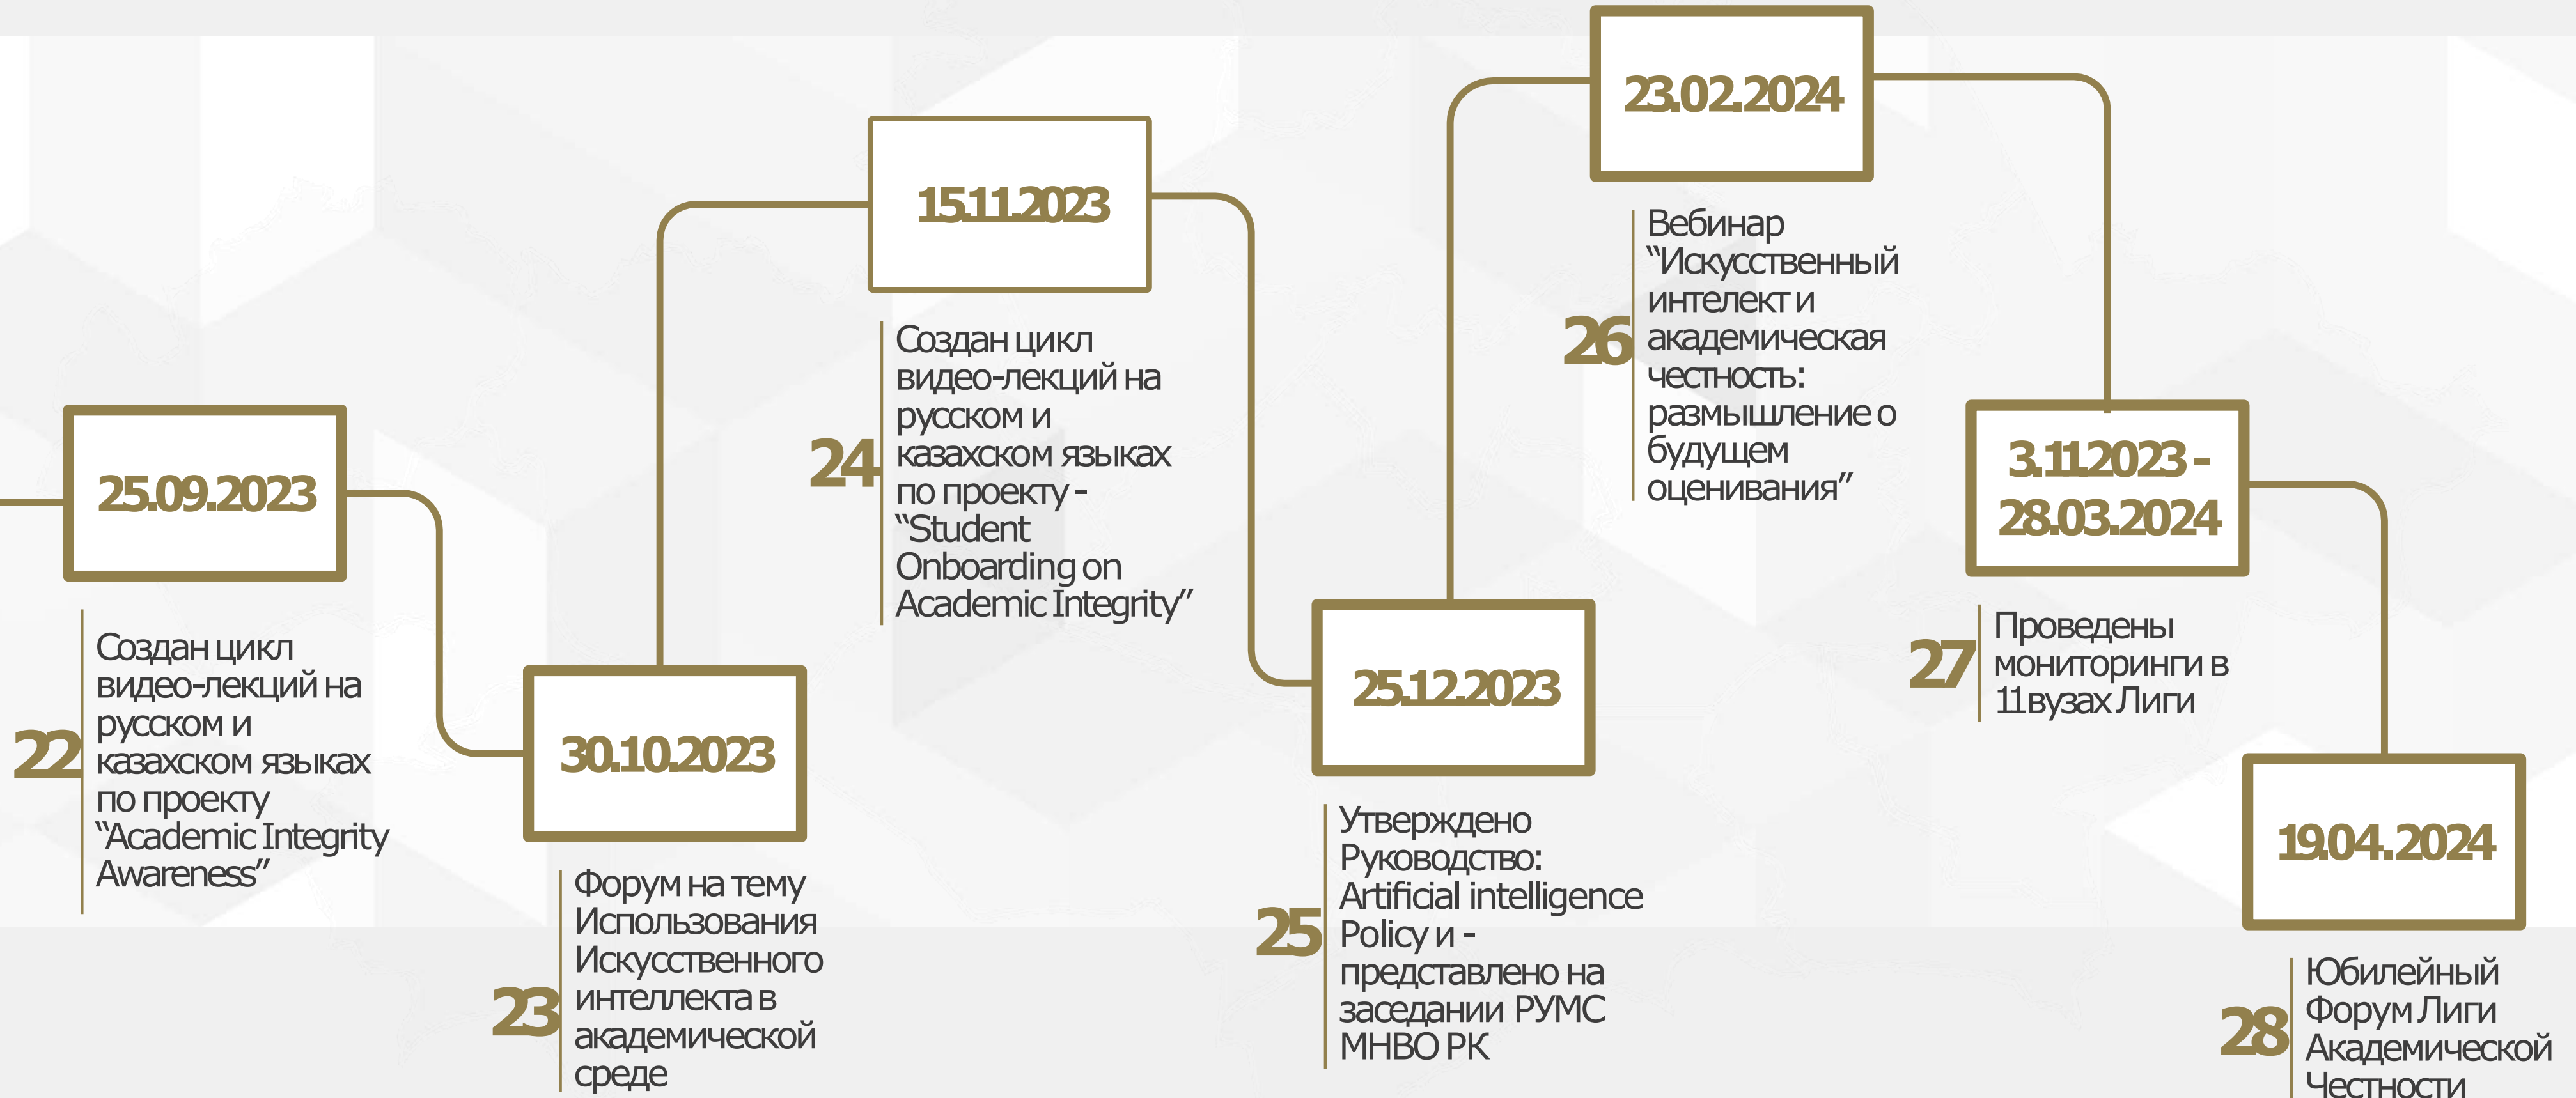 25.09.2023
22
Создан цикл
видео-лекций на
русском и
казахском языках
по проекту
“Academic Integrity
Awareness”
30.10.2023
23
Форум на тему
Использования
Искусственного
интеллекта в
академической
среде
15.11.2023
24
Создан цикл
видео-лекций на
русском и
казахском языках
по проекту -
“Student
Onboarding on
Academic Integrity”
25.12.2023
25
Утверждено
Руководство:
Artificial intelligence
Policy и -
представлено на
заседании РУМС
МНВО РК
23.02.2024
26
Вебинар
“Искусственный
интелект и
академическая
честность:
размышление о
будущем
оценивания”
3.11.2023 -
28.03.2024
27
Проведены
мониторинги в
11 вузах Лиги
19.04.2024
28
Юбилейный
Форум Лиги
Академической
Честности